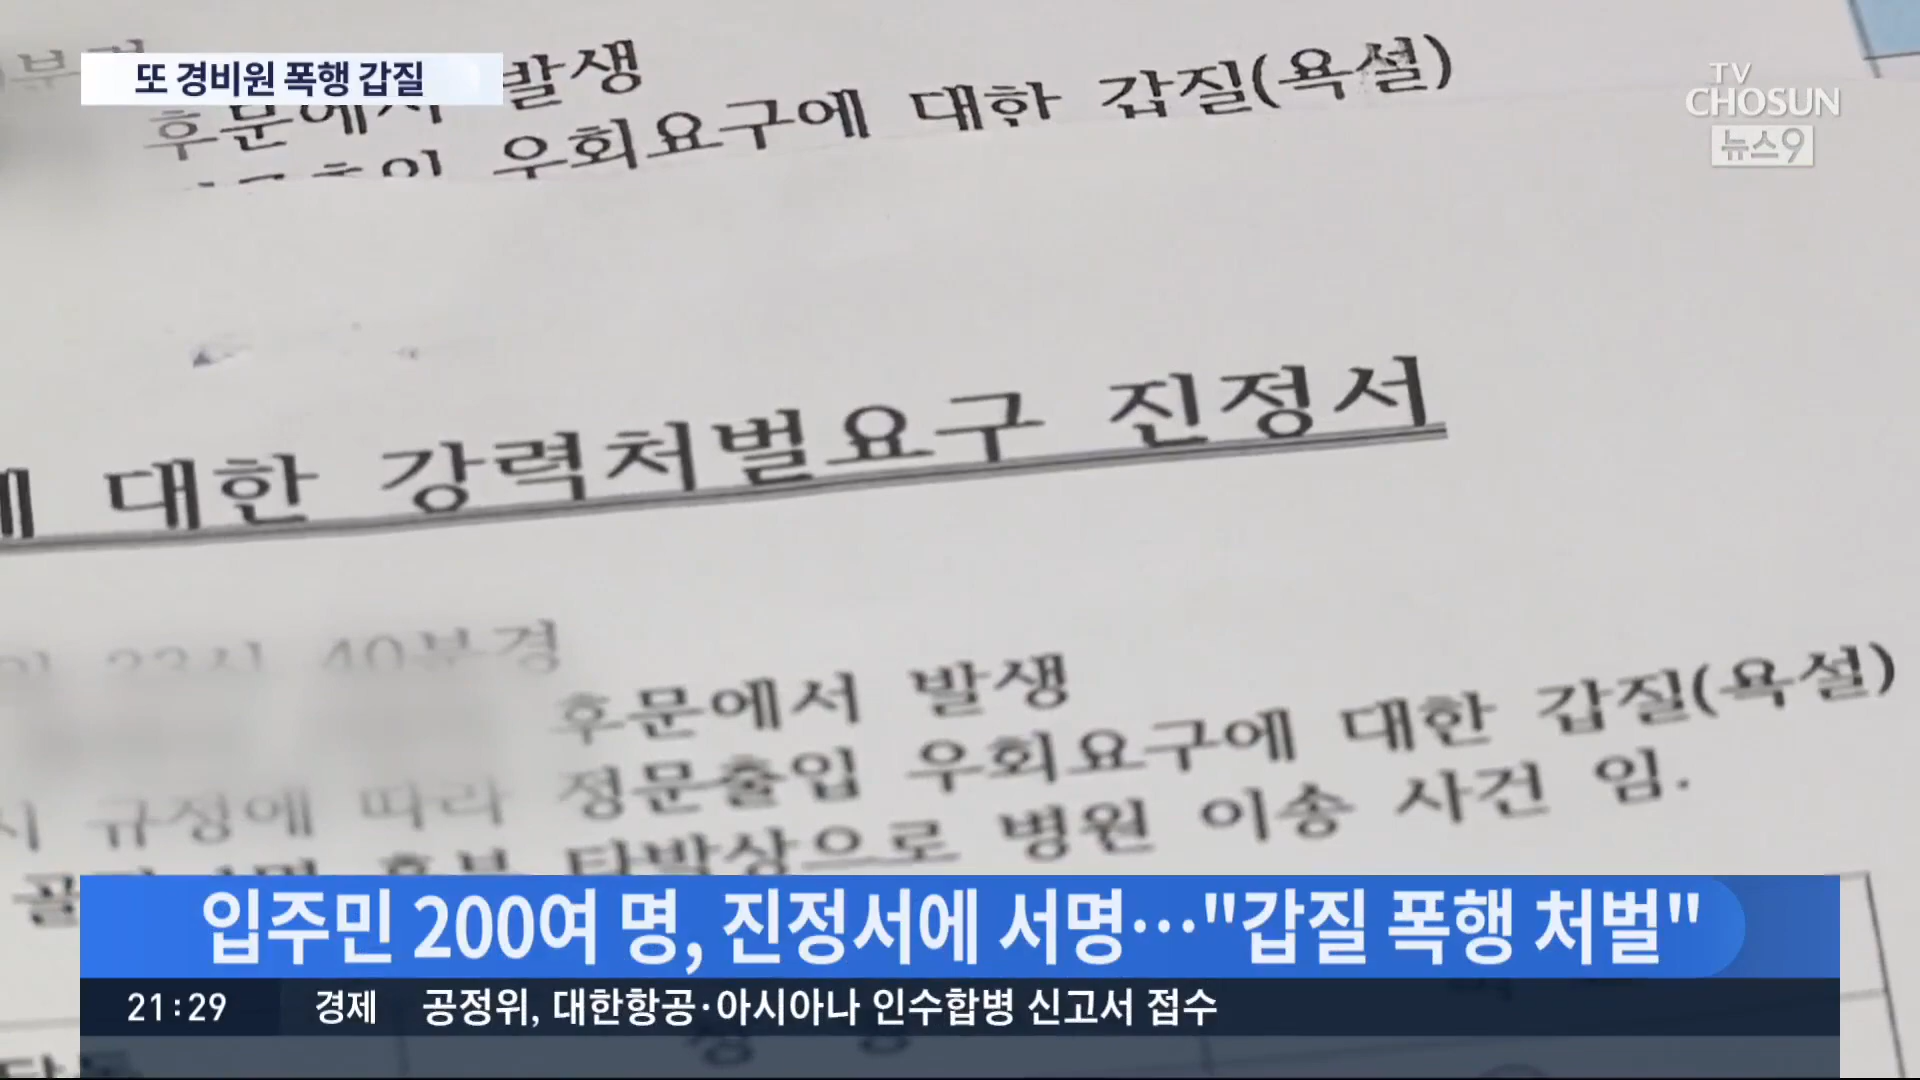 또 경비원 폭행 갑질
TV
CHOSUN
뉴스9
발생
후문에서
우회요구에 대한 갑질(욕설)
대한 강력처벌요구 진정서
23시 40분경
후문에서 발생
규정에 따라 정문출입 우회요구에 대한 갑질(욕설)
타박상으로 병원 이송 사건 임.
입주민 200여 명, 진정서에 서명…"갑질 폭행 처벌"
21:29 경제 공정위, 대한항공·아시아나 인수합병 신고서 접수